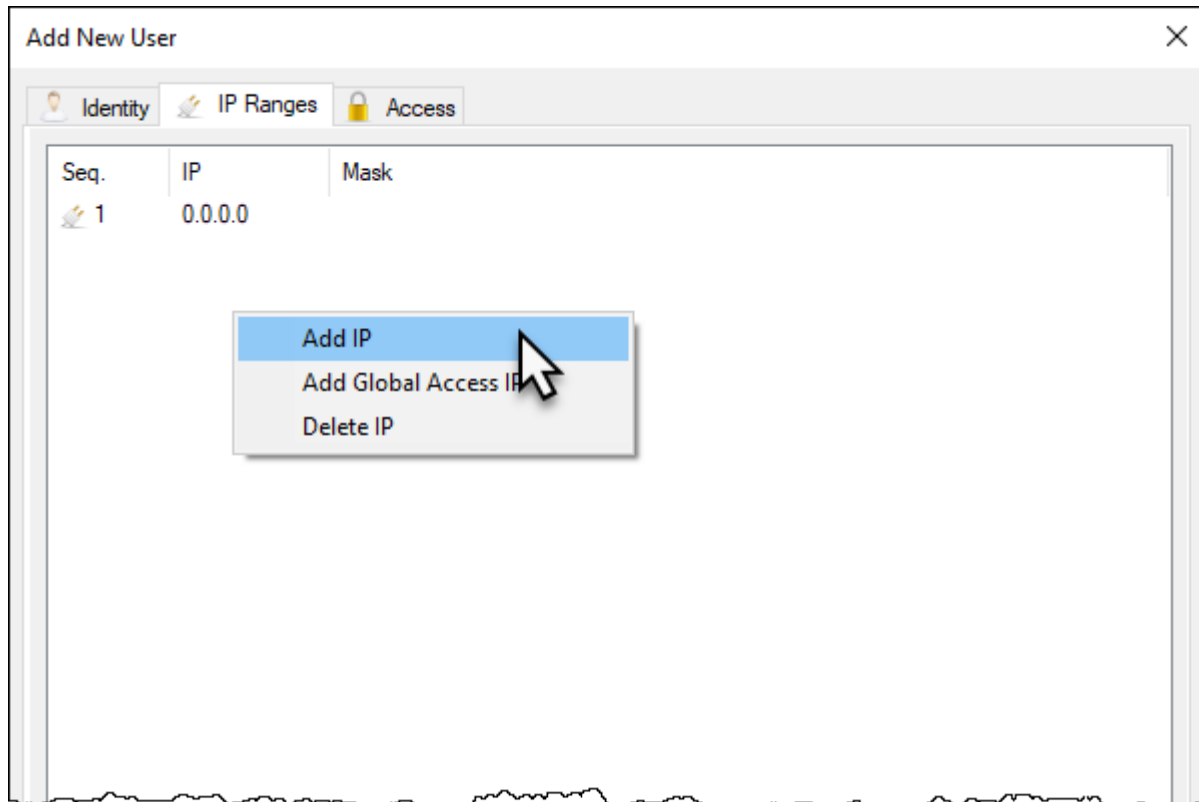 Add New User
Identity IP Ranges Access
Seq. IP Mask
1 0.0.0.0
Add IP
Add Global Access IP
Delete IP